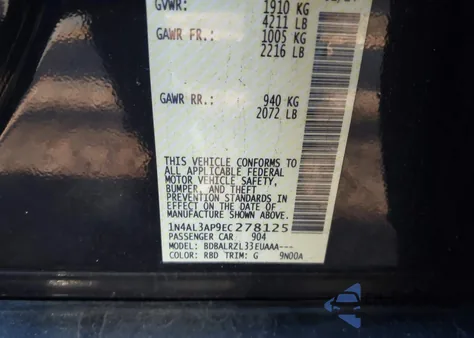 GVWR: 1910 KG
4211 LB
GAWR FR.: 1005 KG
2216 LB
GAWR RR.: 940 KG
2072 LB
THIS VEHICLE CONFORMS TO
ALL APPLICABLE FEDERAL
MOTOR VEHICLE SAFETY,
BUMPER, AND THEFT
PREVENTION STANDARDS
IN EFFECT ON THE DATE OF
MANUFACTURE SHOWN ABOVE.
1N4AL3AP9EC278125
PASSENGER CAR 904
MODEL: BDBALRZL33EUAAA---
COLOR: RBD TRIM: G 9N00A